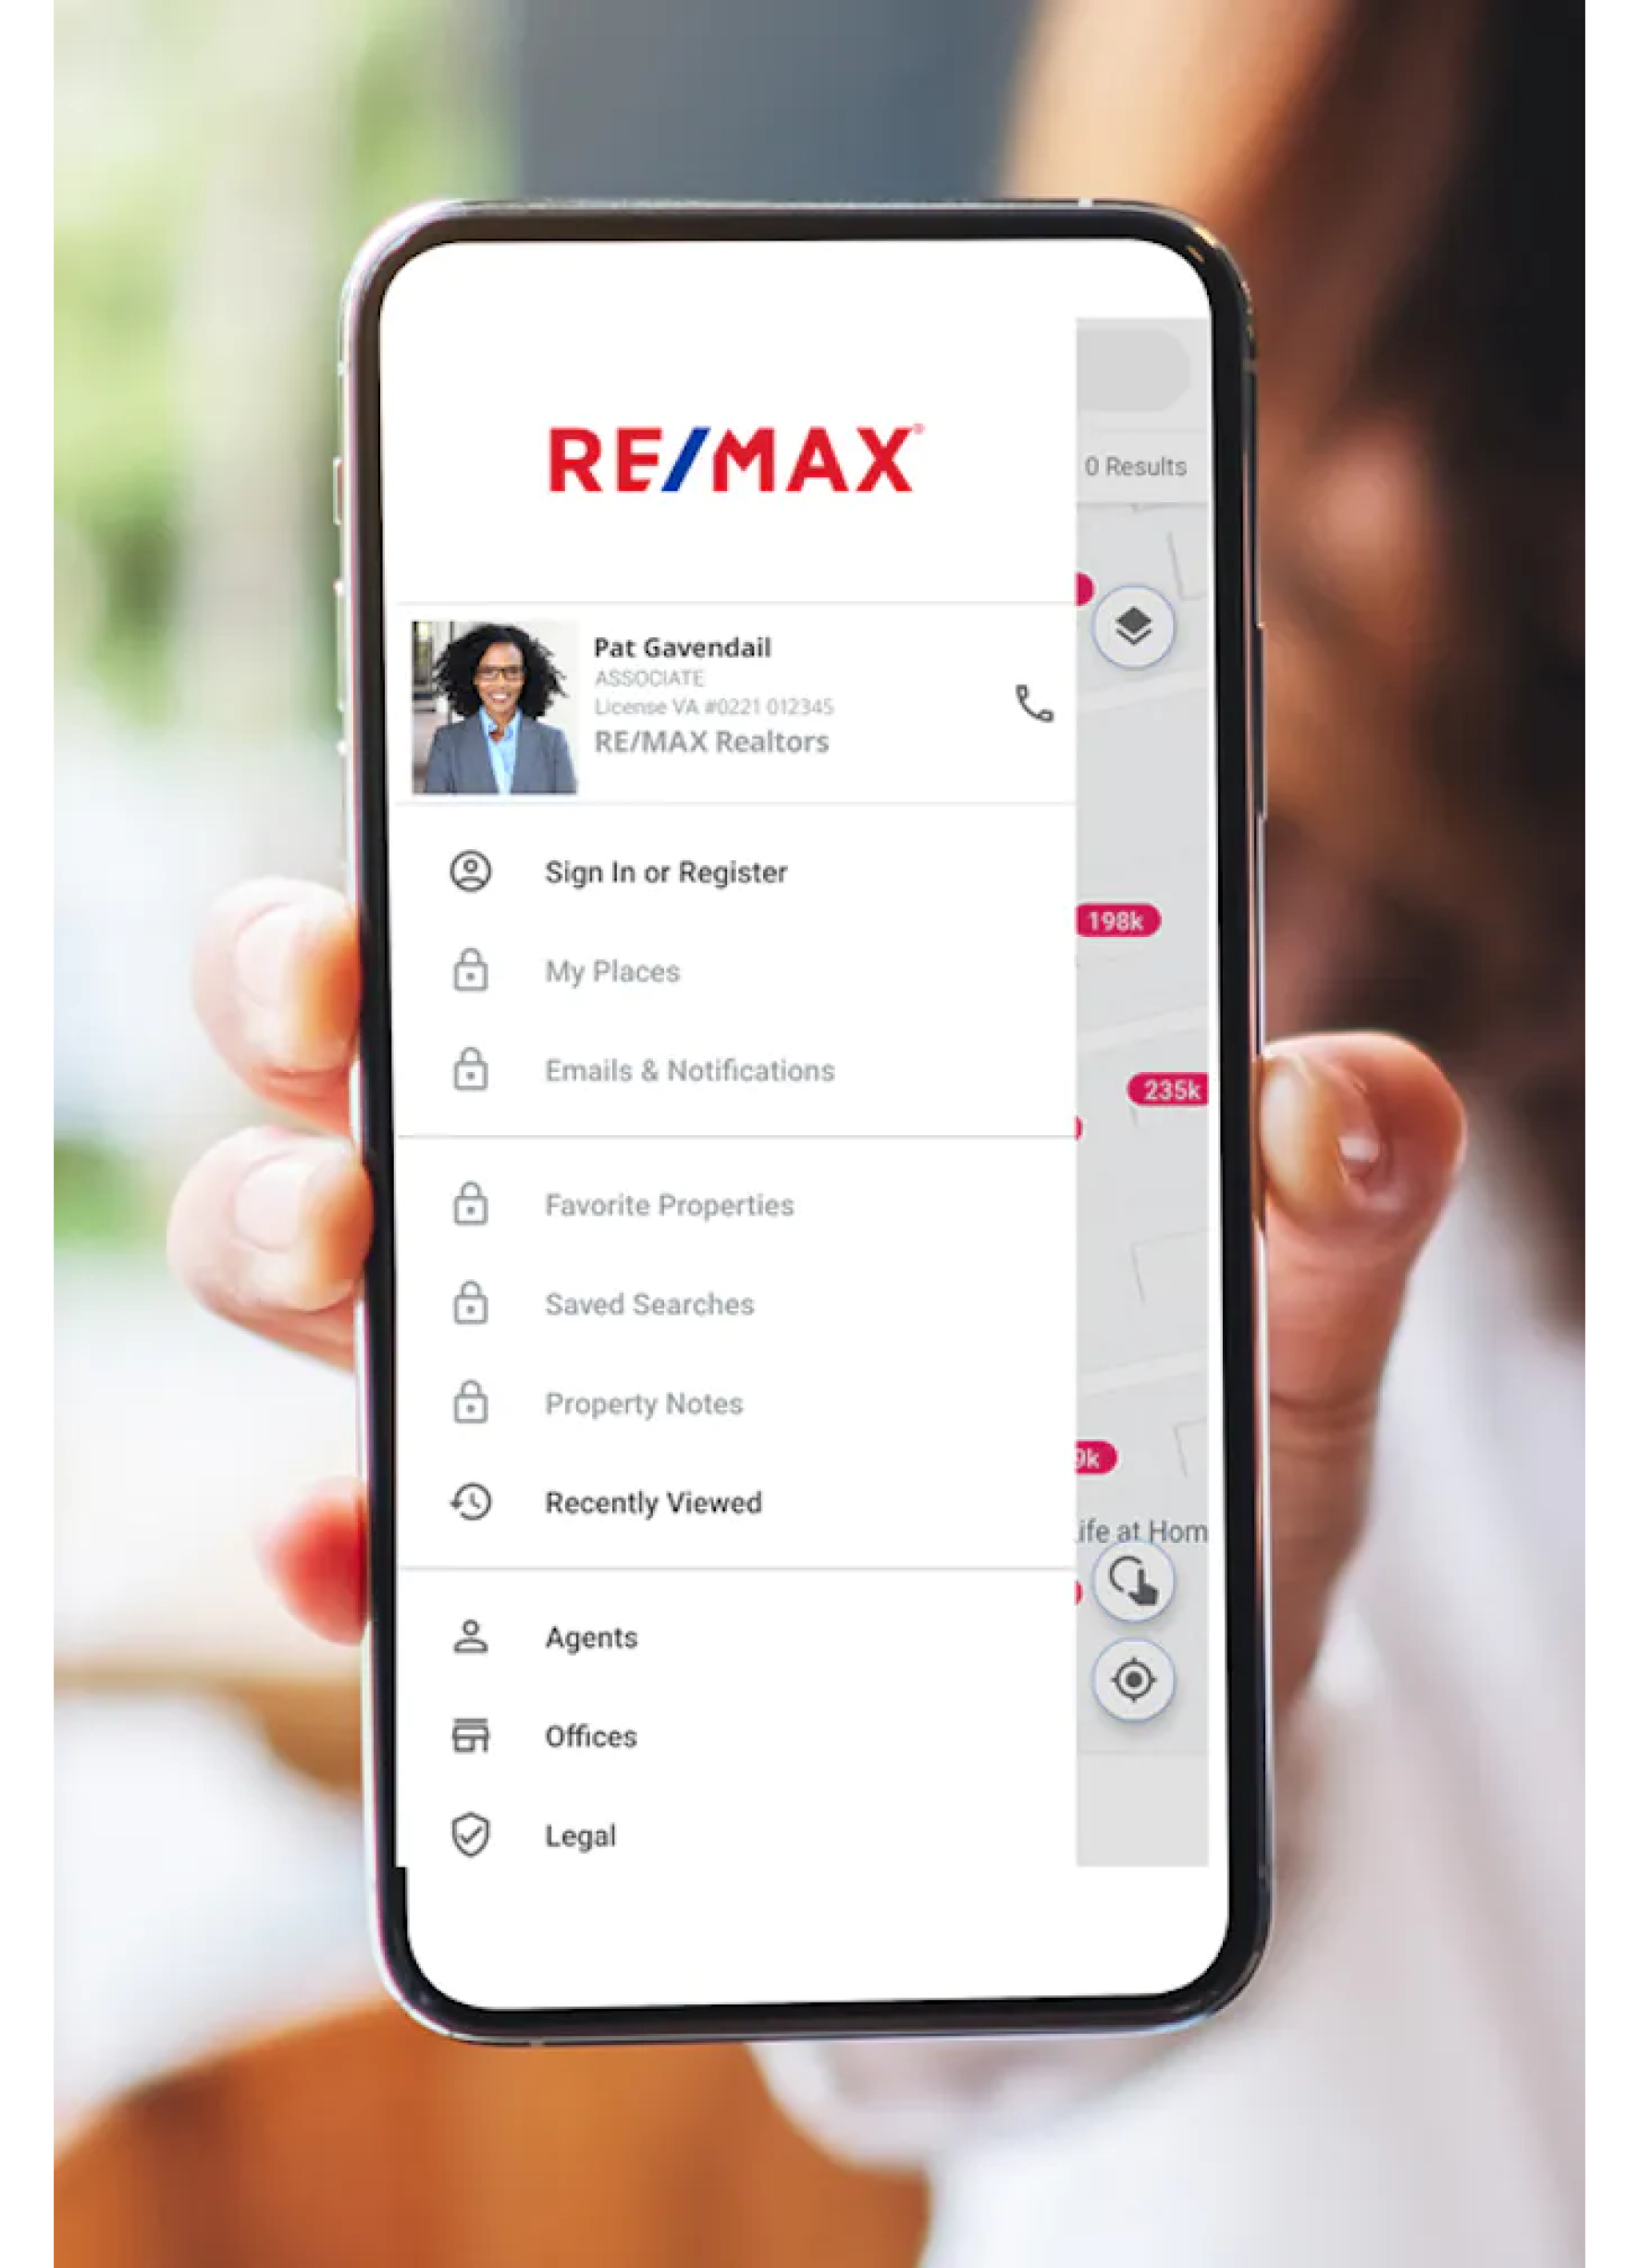 RE/MAX®
0 Results
Pat Gavendail
ASSOCIATE
License VA #0221 012345
RE/MAX Realtors
Sign In or Register
198k
My Places
Emails & Notifications
235k
Favorite Properties
Saved Searches
Property Notes
9k
Recently Viewed
ife at Hom
Agents
Offices
Legal